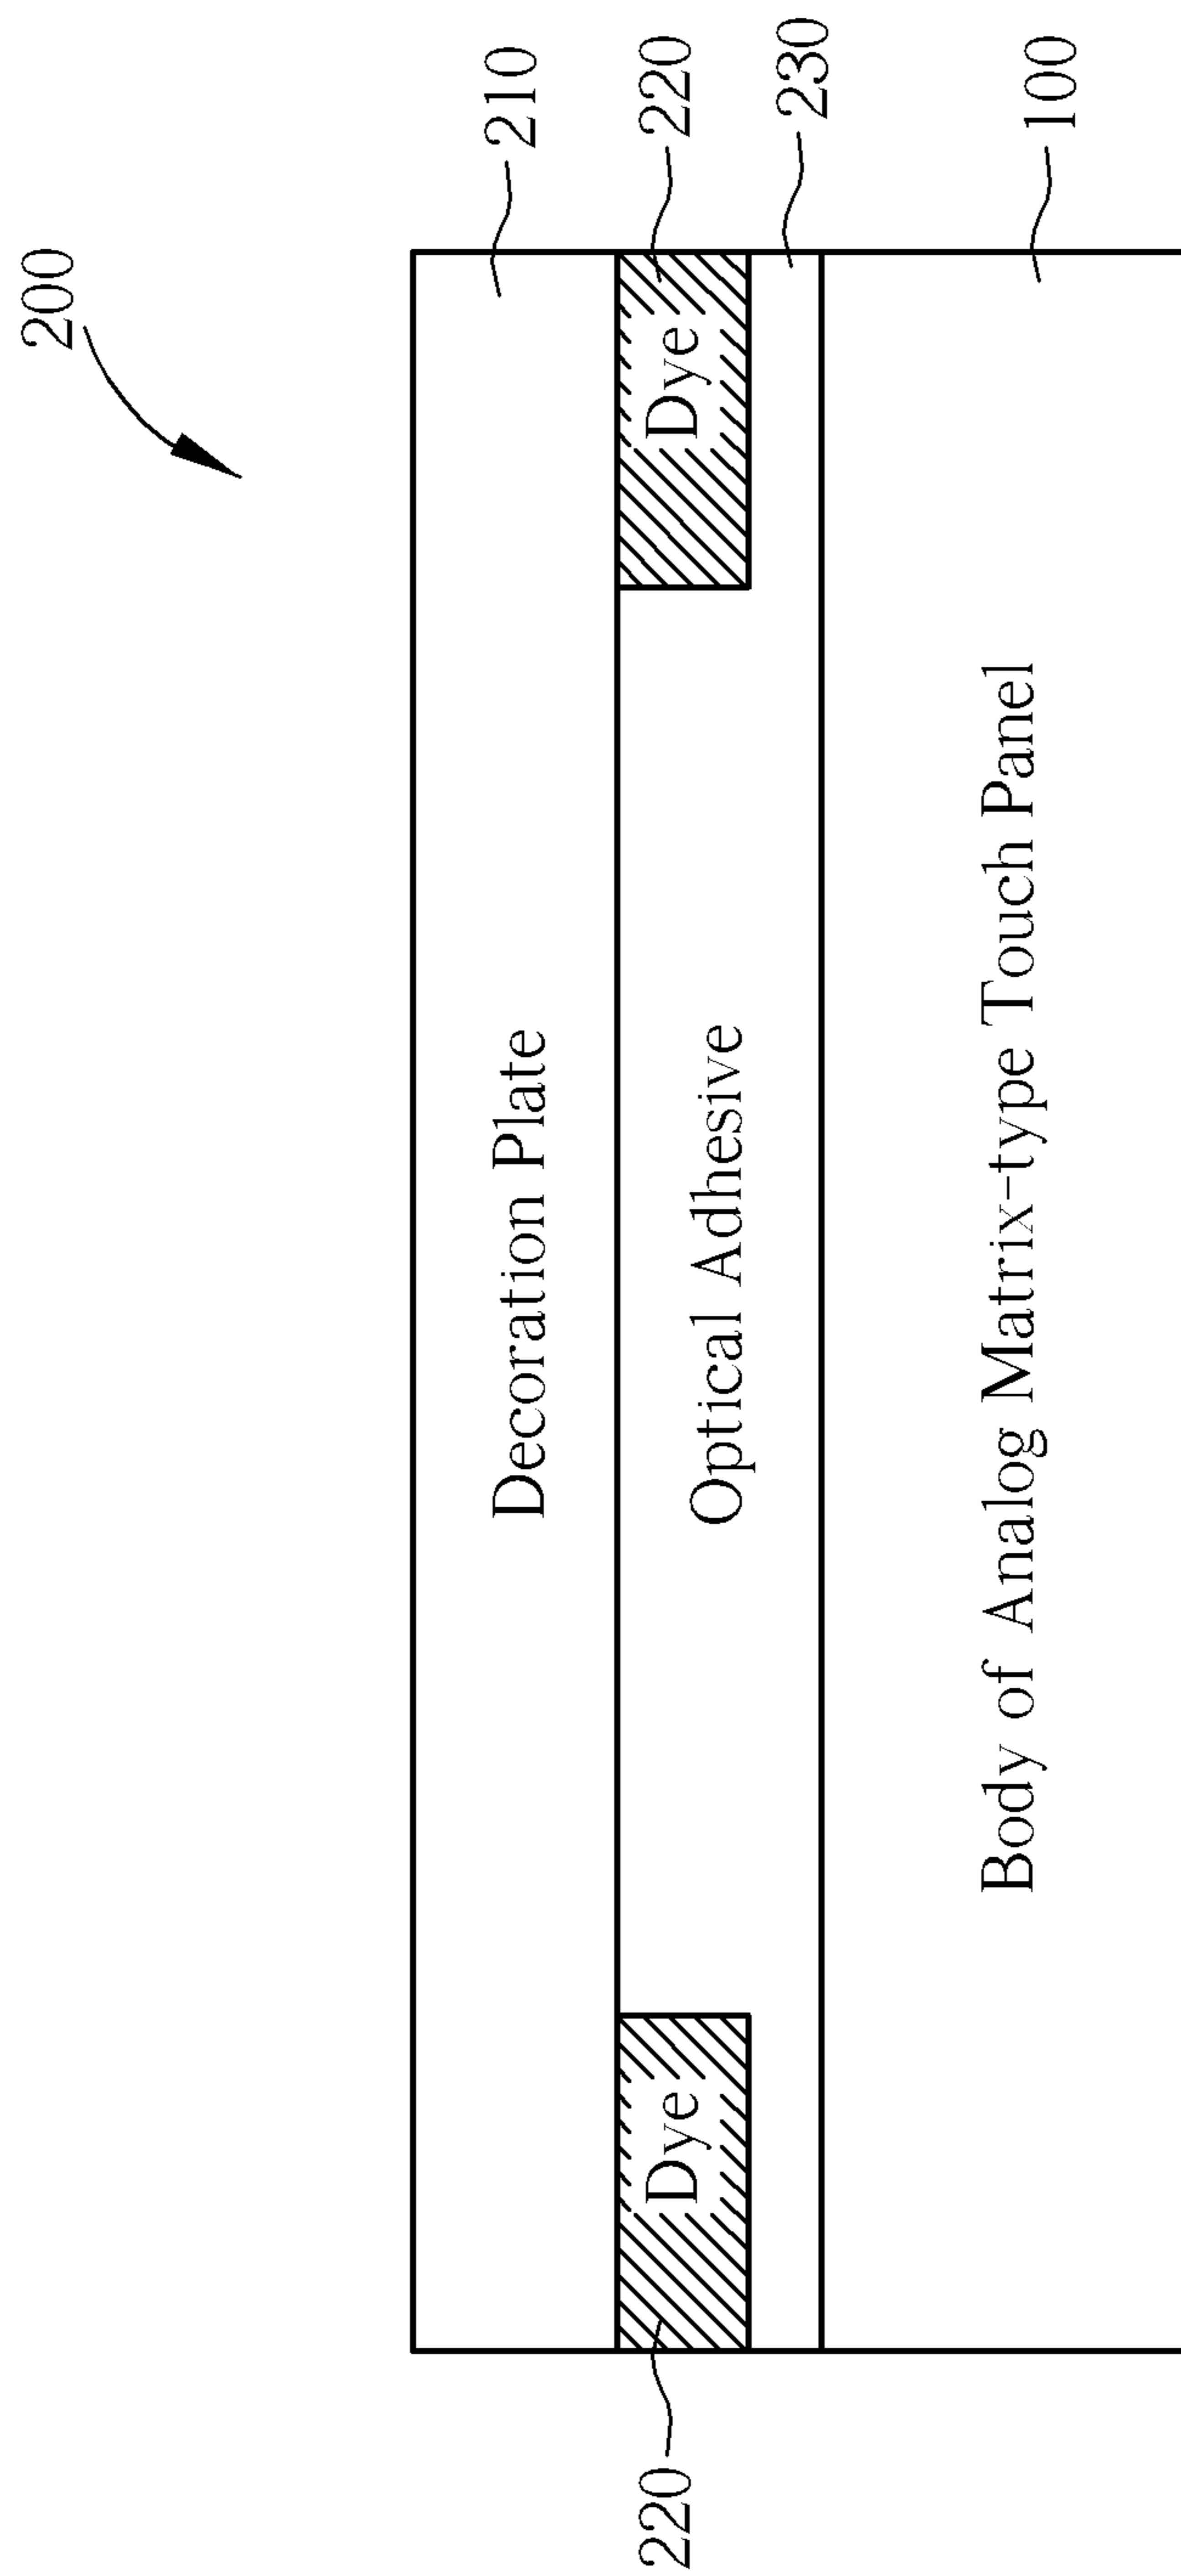 200
210
Decoration Plate
220
Dye
Dye
220
Optical Adhesive
230
Body of Analog Matrix-type Touch Panel
100